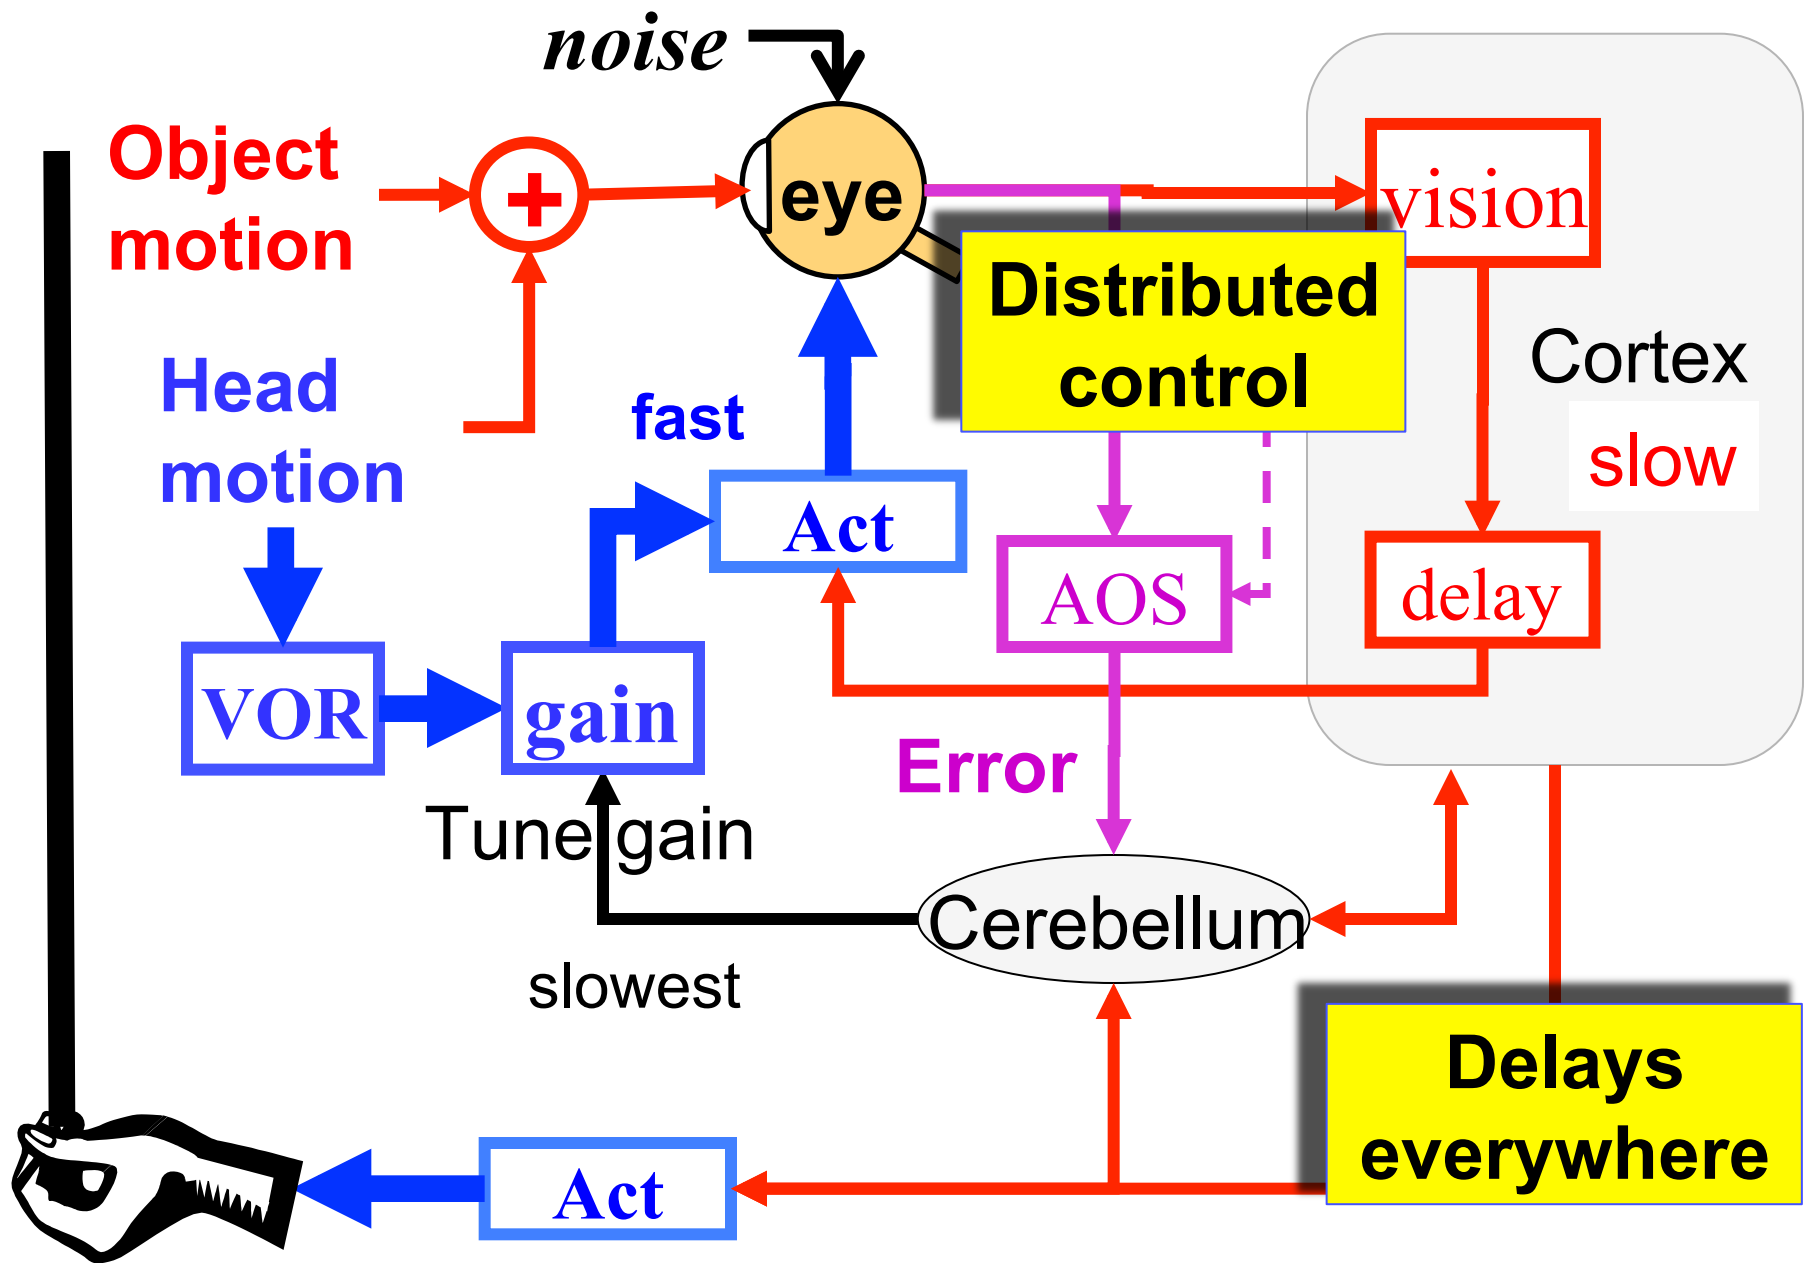 noise
Object
motion
+
eye
vision
Distributed
control
Cortex
slow
Head
motion
fast
Act
AOS
delay
VOR
gain
Error
Tune gain
Cerebellum
slowest
Delays
everywhere
Act